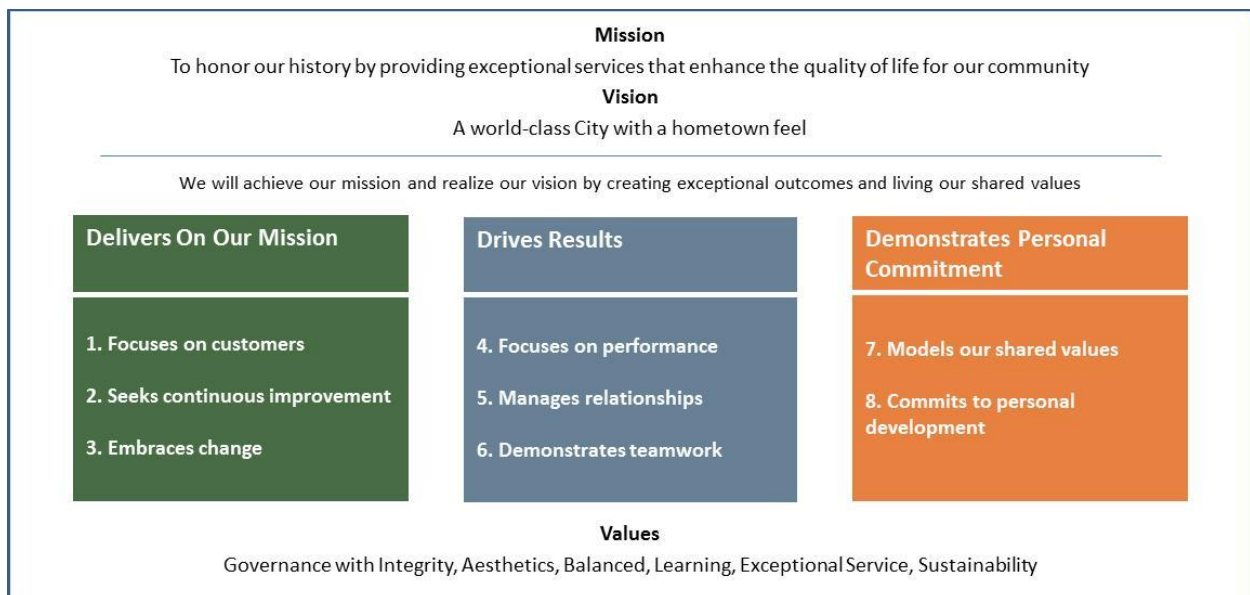 Mission
To honor our history by providing exceptional services that enhance the quality of life for our community
Vision
A world-class City with a hometown feel
We will achieve our mission and realize our vision by creating exceptional outcomes and living our shared values
Delivers On Our Mission
1. Focuses on customers
2. Seeks continuous improvement
3. Embraces change
Drives Results
4. Focuses on performance
5. Manages relationships
6. Demonstrates teamwork
Demonstrates Personal
Commitment
7. Models our shared values
8. Commits to personal
development
Values
Governance with Integrity, Aesthetics, Balanced, Learning, Exceptional Service, Sustainability